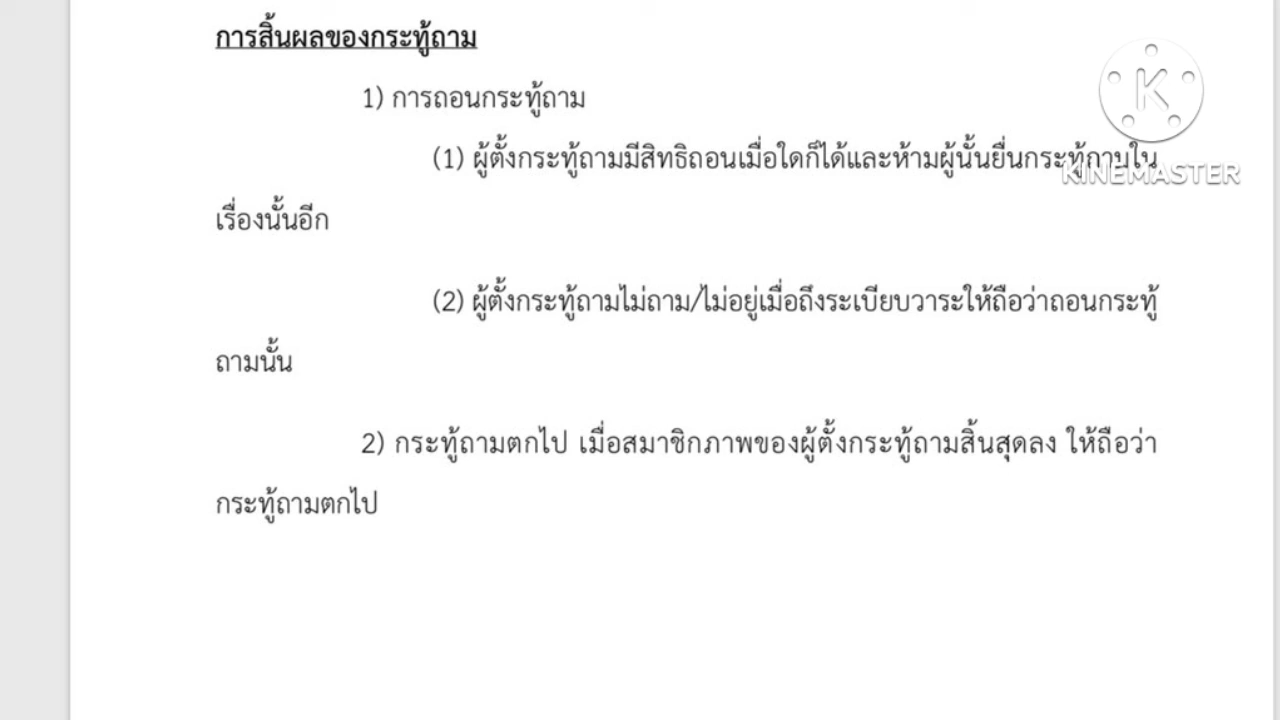 การสิ้นผลของกระทู้ถาม
1) การถอนกระทู้ถาม
(1) ผู้ตั้งกระทู้ถามมีสิทธิถอนเมื่อใดก็ได้และห้ามผู้นั้นยื่นกระทู้ถามใน
เรื่องนั้นอีก
(2) ผู้ตั้งกระทู้ถามไม่ถาม/ไม่อยู่เมื่อถึงระเบียบวาระให้ถือว่าถอนกระทู้
ถามนั้น
2) กระทู้ถามตกไป เมื่อสมาชิกภาพของผู้ตั้งกระทู้ถามสิ้นสุดลง ให้ถือว่า
กระทู้ถามตกไป
K
KINEMASTER